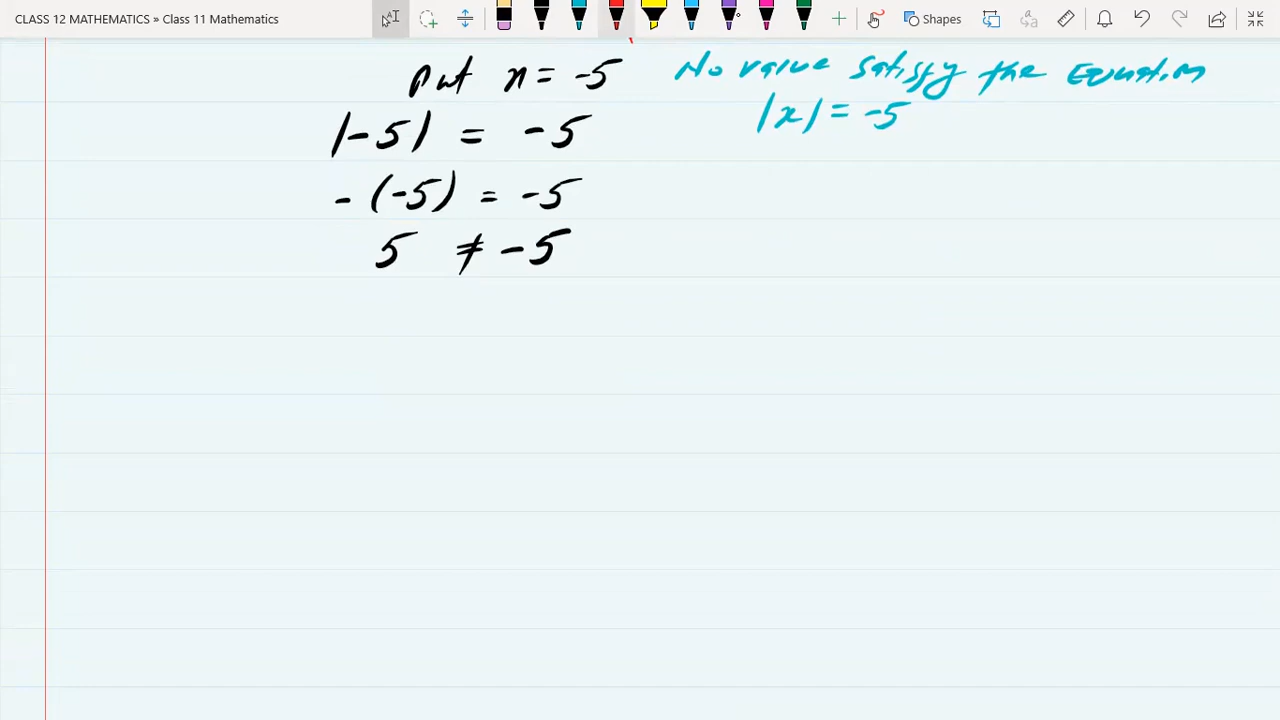 CLASS 12 MATHEMATICS » Class 11 Mathematics
Shapes
Put x = -5
|-5| = -5
-(-5) = -5
5 ≠ -5
No value satisfy the Equation
|x| = -5